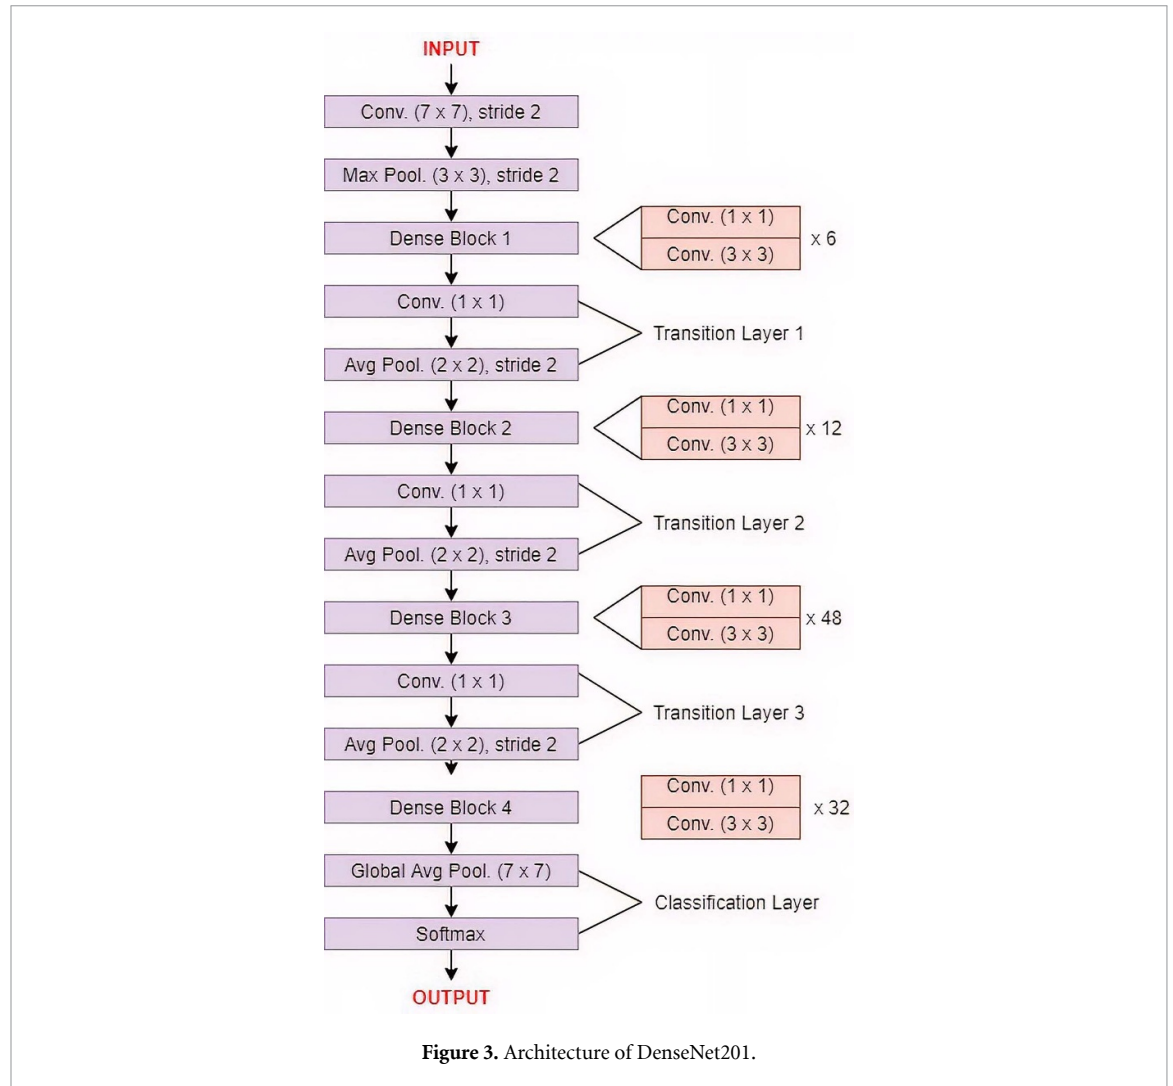 INPUT
Conv. (7 x 7), stride 2
Max Pool. (3 x 3), stride 2
Dense Block 1
Conv. (1 x 1)
Conv. (3 x 3)
x 6
Conv. (1 x 1)
Avg Pool. (2 x 2), stride 2
Transition Layer 1
Dense Block 2
Conv. (1 x 1)
Conv. (3 x 3)
x 12
Conv. (1 x 1)
Avg Pool. (2 x 2), stride 2
Transition Layer 2
Dense Block 3
Conv. (1 x 1)
Conv. (3 x 3)
x 48
Conv. (1 x 1)
Avg Pool. (2 x 2), stride 2
Transition Layer 3
Dense Block 4
Conv. (1 x 1)
Conv. (3 x 3)
x 32
Global Avg Pool. (7 x 7)
Softmax
Classification Layer
OUTPUT
Figure 3. Architecture of DenseNet201.